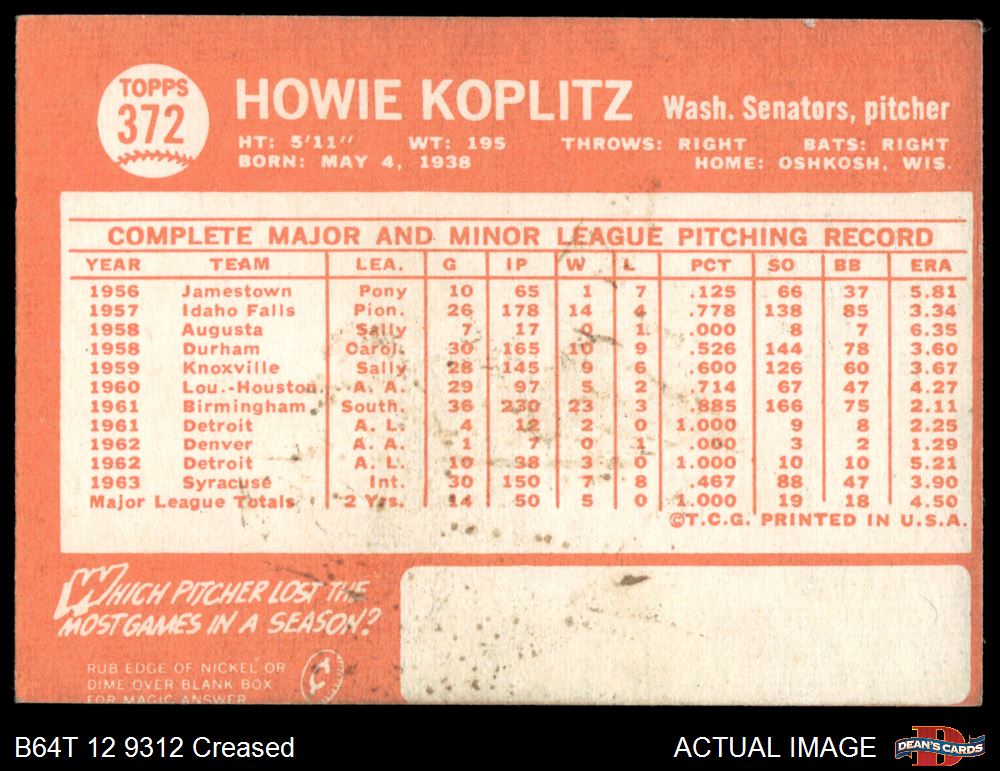 TOPPS
372
HOWIE KOPLITZ Wash. Senators, pitcher
HT: 5'11" WT: 195 THROWS: RIGHT BATS: RIGHT
BORN: MAY 4, 1938 HOME: OSHKOSH, WIS.
COMPLETE MAJOR AND MINOR LEAGUE PITCHING RECORD
YEAR TEAM LEA. G IP W L PCT SO BB ERA
1956 Jamestown Pony 10 65 1 7 .125 66 37 5.81
1957 Idaho Falls Pion. 26 178 14 4 .778 138 85 3.34
1958 Augusta Sally 7 17 0 1 .000 8 7 6.35
1958 Durham Carol. 30 165 10 9 .526 144 78 3.60
1959 Knoxville Sally 28 145 9 6 .600 126 60 3.67
1960 Lou.-Houston A. A. 29 97 5 2 .714 67 47 4.27
1961 Birmingham South. 36 230 23 3 .885 166 75 2.11
1961 Detroit A. L. 4 12 2 0 1.000 9 8 2.25
1962 Denver A. A. 1 7 0 1 .000 3 2 1.29
1962 Detroit A. L. 10 38 3 0 1.000 10 10 5.21
1963 Syracuse Int. 30 150 7 8 .467 88 47 3.90
Major League Totals 2 Yrs. 14 50 5 0 1.000 19 18 4.50
©T.C.G. PRINTED IN U.S.A.
WHICH PITCHER LOST THE
MOST GAMES IN A SEASON?
RUB EDGE OF NICKEL OR
DIME OVER BLANK BOX
FOR MAGIC ANSWER
B64T 12 9312 Creased ACTUAL IMAGE DEAN'S CARDS